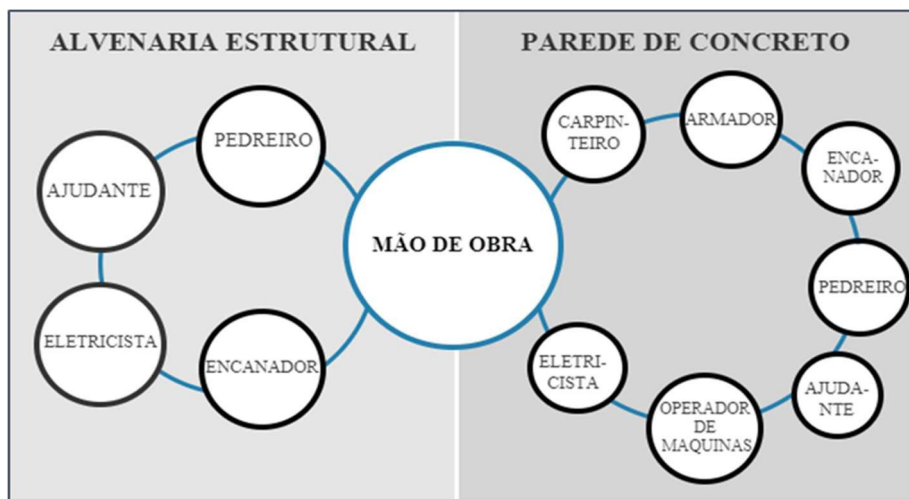 ALVENARIA ESTRUTURAL
PEDREIRO
AJUDANTE
ELETRICISTA
ENCANADOR
MÃO DE OBRA
PAREDE DE CONCRETO
CARPIN-
TEIRO
ARMADOR
ENCA-
NADOR
PEDREIRO
AJUDA-
NTE
OPERADOR
DE
MAQUINAS
ELETRI-
CISTA